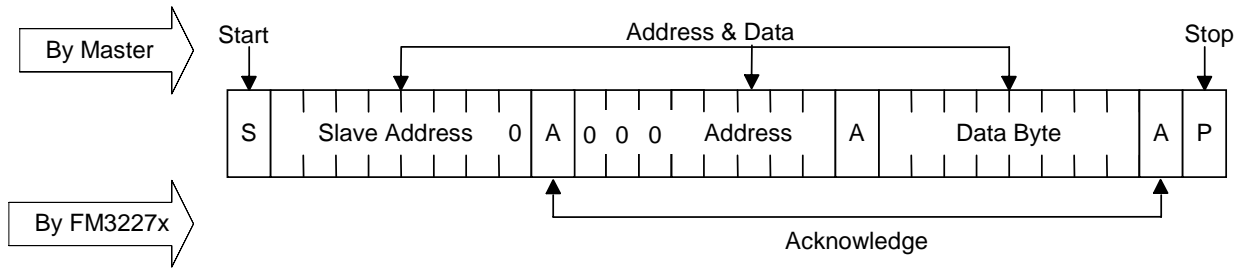 By Master
Start
Address & Data
Stop
S Slave Address 0 A 0 0 0 Address A Data Byte A P
By FM3227x
Acknowledge